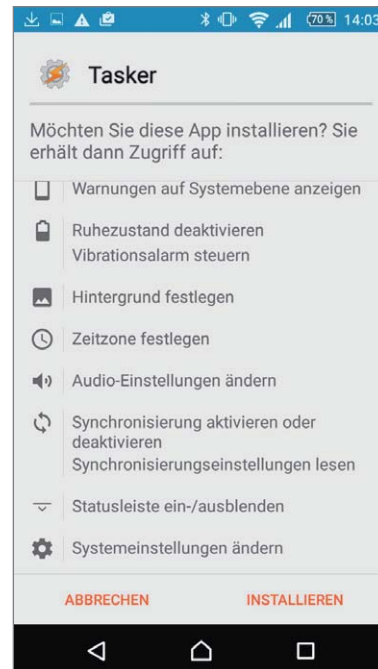 70 % 14:03
Tasker
Möchten Sie diese App installieren? Sie
erhält dann Zugriff auf:
Warnungen auf Systemebene anzeigen
Ruhezustand deaktivieren
Vibrationsalarm steuern
Hintergrund festlegen
Zeitzone festlegen
Audio-Einstellungen ändern
Synchronisierung aktivieren oder
deaktivieren
Synchronisierungseinstellungen lesen
Statusleiste ein-/ausblenden
Systemeinstellungen ändern
ABBRECHEN INSTALLIEREN